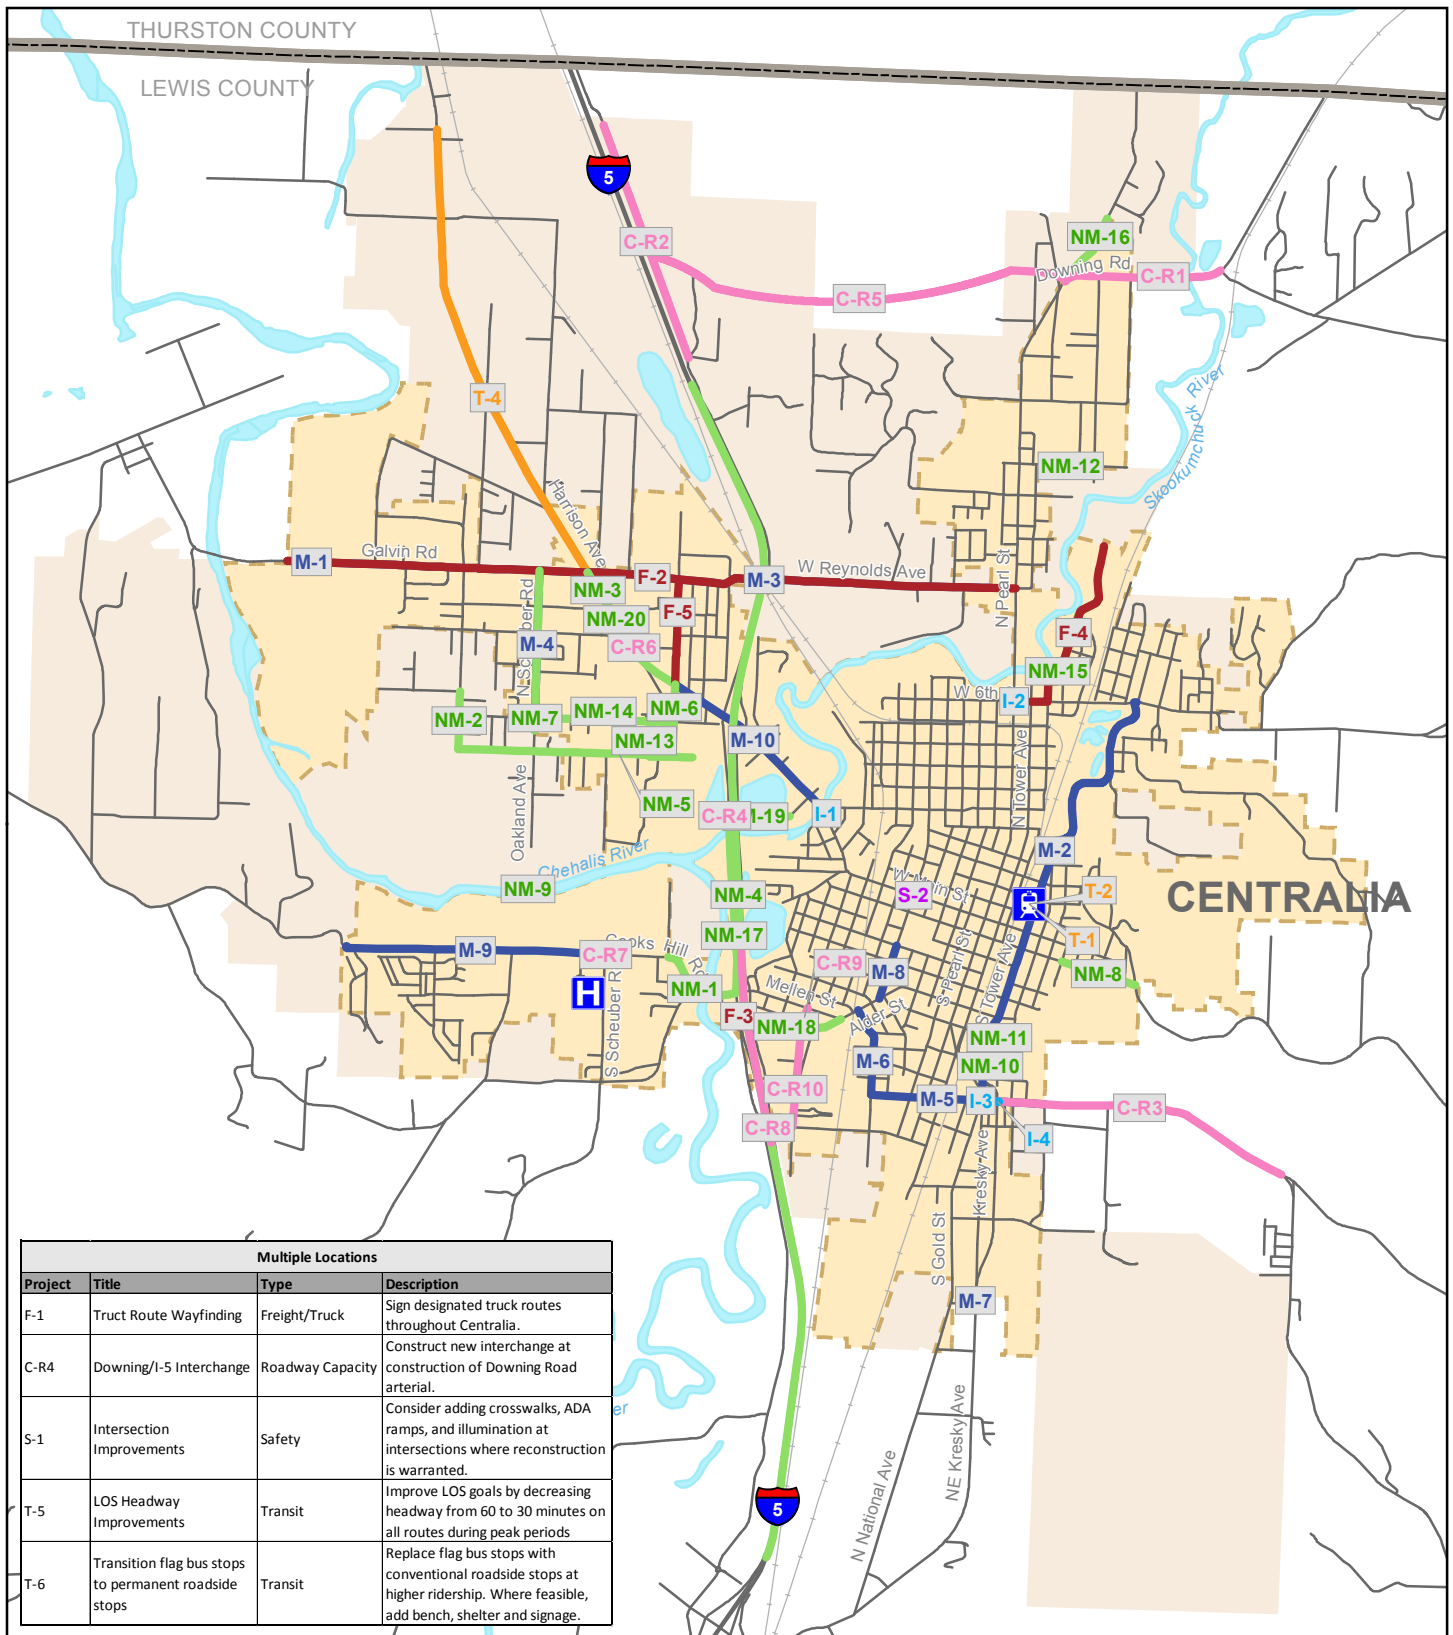 THURSTON COUNTY
LEWIS COUNTY
5
C-R2
NM-16
Downing Rd
C-R1
C-R5
T-4
Skookumchuck River
NM-12
Harrison Ave
Galvin Rd
M-1
F-2
M-3
W Reynolds Ave
NM-3
N Pearl St
F-5
NM-20
F-4
M-4
C-R6
NM-15
W 6th
I-2
NM-2
NM-7
NM-14
NM-6
NM-13
M-10
N Tower Ave
Oakland Ave
NM-5
C-R4
I-1
M-2
Chehalis River
NM-9
NM-4
W Main St
S-2
T-2
CENTRALIA
NM-17
T-1
M-9
C-R7
Cooks Hill Rd
C-R9
M-8
S Pearl St
S Tower Ave
NM-8
NM-1
H
Mellen St
F-3
NM-18
Alder St
NM-11
S Scheuber R
M-6
NM-10
C-R10
M-5
I-3
C-R3
C-R8
I-4
Kresky Ave
S Gold St
M-7
Multiple Locations
Project Title Type Description
F-1 Truct Route Wayfinding Freight/Truck Sign designated truck routes
throughout Centralia.
C-R4 Downing/I-5 Interchange Roadway Capacity Construct new interchange at
construction of Downing Road
arterial.
S-1 Intersection Improvements Safety Consider adding crosswalks, ADA
ramps, and illumination at
intersections where reconstruction
is warranted.
T-5 LOS Headway Improvements Transit Improve LOS goals by decreasing
headway from 60 to 30 minutes on
all routes during peak periods
T-6 Transition flag bus stops to permanent roadside stops Transit Replace flag bus stops with
conventional roadside stops at
higher ridership. Where feasible,
add bench, shelter and signage.
er
NE Kresky Ave
N National Ave
5